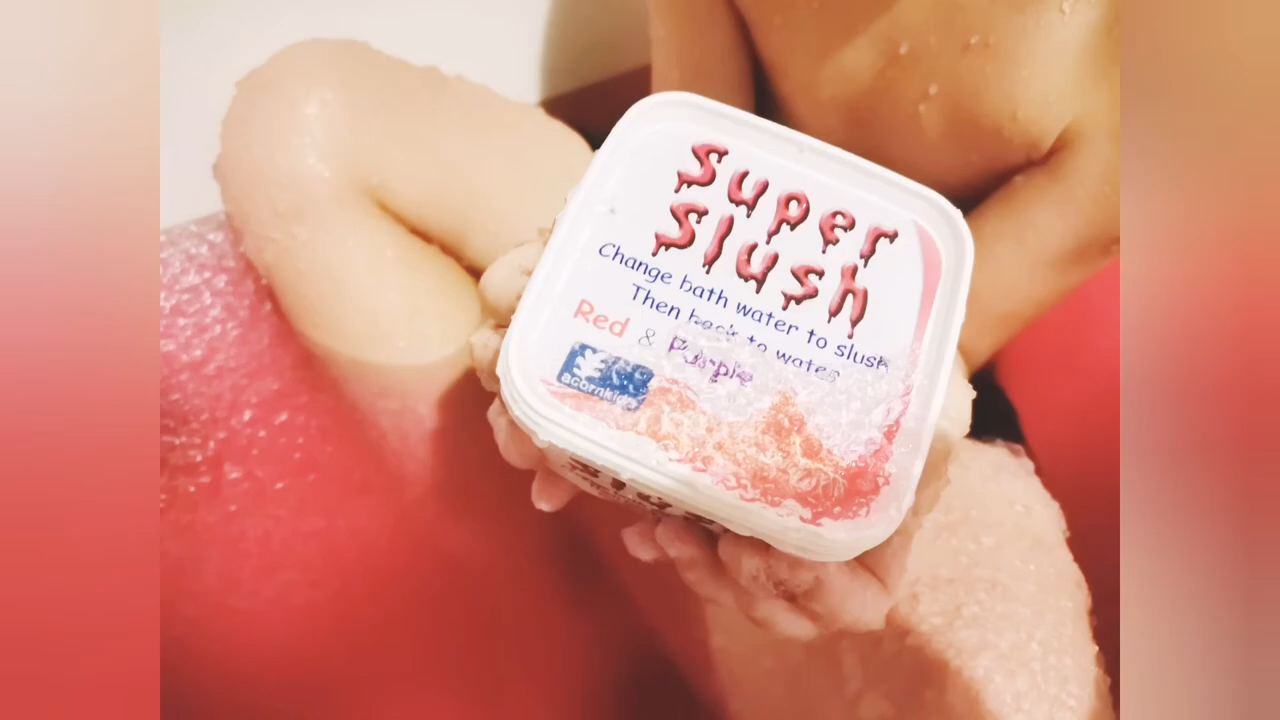 Super
Slush
Change bath water to slush
Then back to water
Red & Purple
acornkids